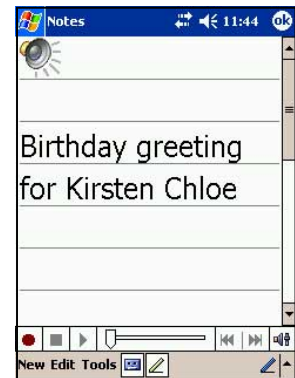 Notes 11:44 ok
Birthday greeting
for Kirsten Chloe
New Edit Tools